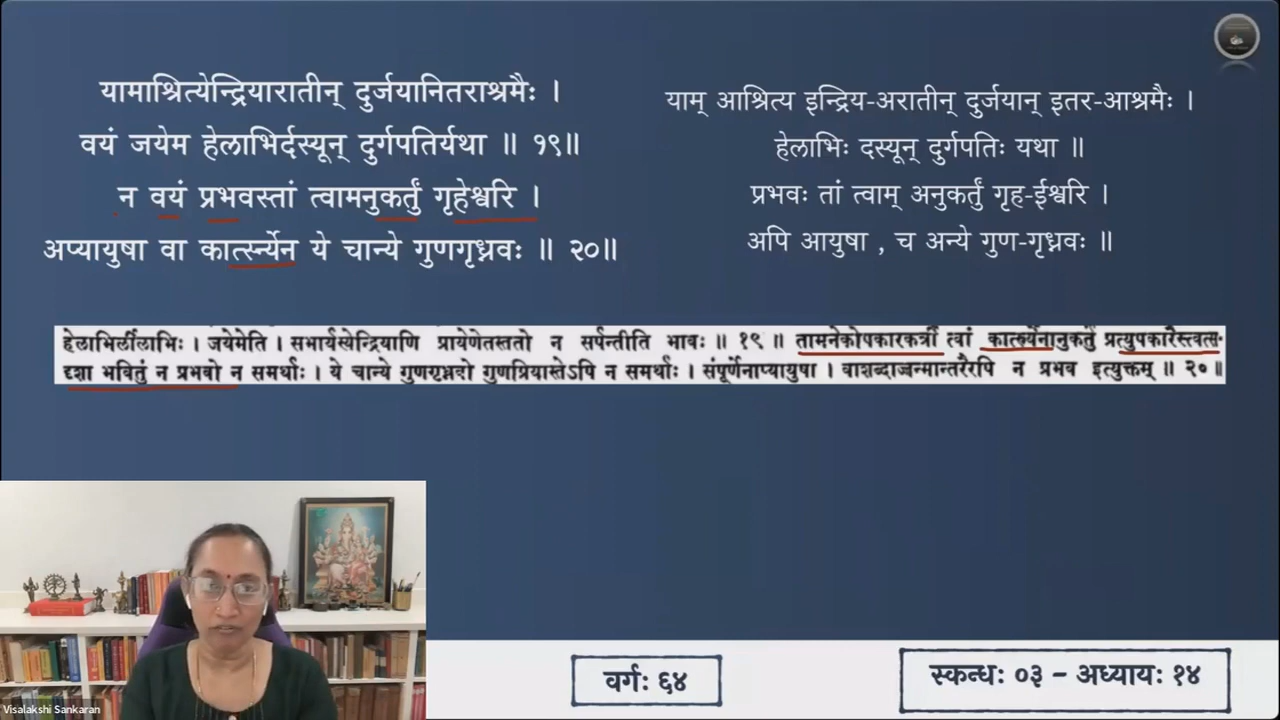 यामाश्रित्येन्द्रियारातीन् दुर्जयानितराश्रमैः ।
वयं जयेम हेलाभिर्दस्यून् दुर्गपतिर्यथा ॥ १९॥
न वयं प्रभवस्तां त्वामनुकर्तुं गृहेश्वरि ।
अप्यायुषा वा कार्त्स्न्येन ये चान्ये गुणगृध्नवः ॥ २०॥
याम् आश्रित्य इन्द्रिय-अरातीन् दुर्जयान् इतर-आश्रमैः ।
हेलाभिः दस्यून् दुर्गपतिः यथा ॥
प्रभवः तां त्वाम् अनुकर्तुं गृह-ईश्वरि ।
अपि आयुषा , च अन्ये गुण-गृध्नवः ॥
हेलाभिर्लीलाभिः । जयेमेति । सभार्यस्येन्द्रियाणि प्रायेणेतस्ततो न सर्पन्तीति भावः ॥ १९ ॥ तामनेकोपकारकर्त्रीं त्वां कार्त्स्न्येनानुकर्तुं प्रत्युपकारैस्त्वत्स-
दृशा भवितुं न प्रभवो न समर्थाः । ये चान्ये गुणगृध्नवो गुणप्रियास्तेऽपि न समर्थाः । संपूर्णेनाप्यायुषा । वाशब्दाज्जन्मान्तरैरपि न प्रभव इत्युक्तम् ॥ २० ॥
Visalakshi Sankaran
वर्गः ६४
स्कन्धः ०३ – अध्यायः १४